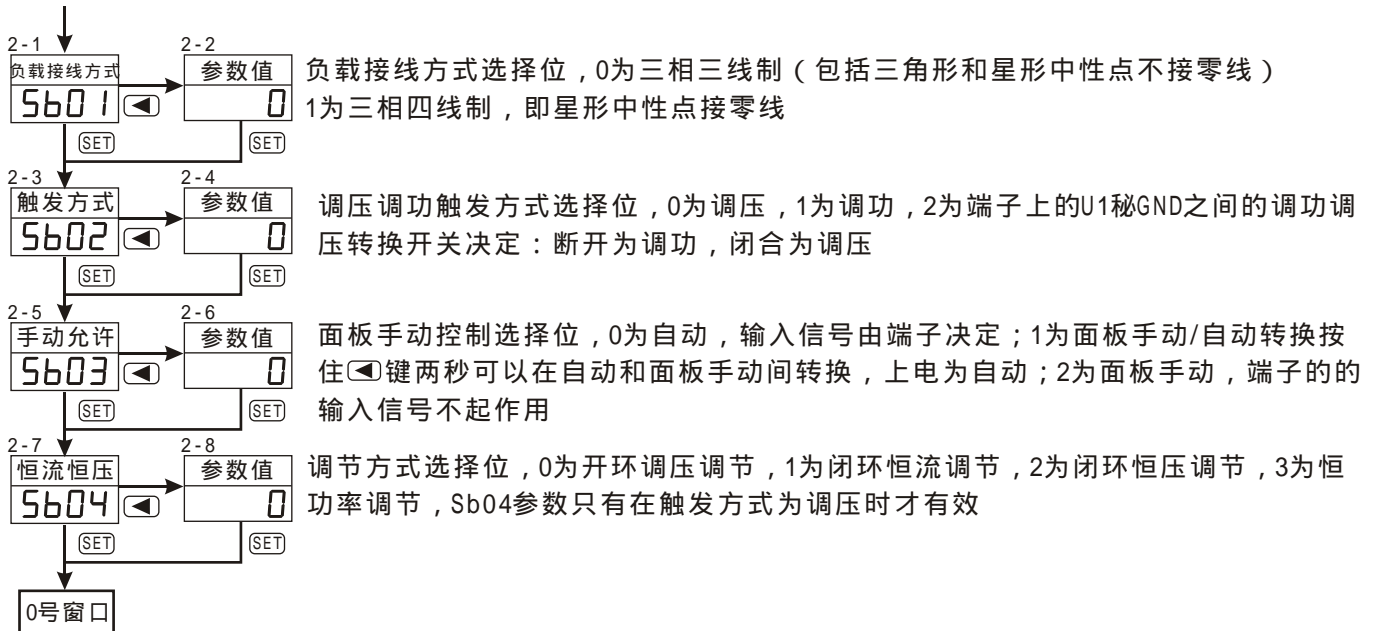 2-1 2-2
负载接线方式 参数值 负载接线方式选择位，0为三相三线制（包括三角形和星形中性点不接零线）
Sb01 0 1为三相四线制，即星形中性点接零线
SET SET
2-3 2-4
触发方式 参数值 调压调功触发方式选择位，0为调压，1为调功，2为端子上的U1秘GND之间的调功调
Sb02 0 压转换开关决定：断开为调功，闭合为调压
SET SET
2-5 2-6
手动允许 参数值 面板手动控制选择位，0为自动，输入信号由端子决定；1为面板手动/自动转换按
Sb03 0 住◀键两秒可以在自动和面板手动间转换，上电为自动；2为面板手动，端子的的
SET SET 输入信号不起作用
2-7 2-8
恒流恒压 参数值 调节方式选择位，0为开环调压调节，1为闭环恒流调节，2为闭环恒压调节，3为恒
Sb04 0 功率调节，Sb04参数只有在触发方式为调压时才有效
SET SET
0号窗口